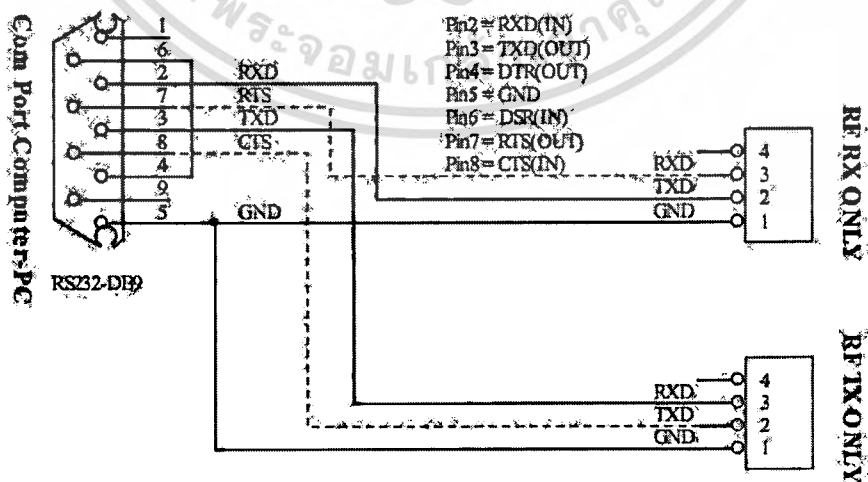 Com Port Computer-PC
1
6
2
7
3
8
4
9
5
RXD
RTS
TXD
CTS
GND
RS232-DB9
Pin2 = RXD(IN)
Pin3 = TXD(OUT)
Pin4 = DTR(OUT)
Pin5 = GND
Pin6 = DSR(IN)
Pin7 = RTS(OUT)
Pin8 = CTS(IN)
RXD
TXD
GND
4
3
2
1
RF RX ONLY
RXD
TXD
GND
4
3
2
1
RF TX ONLY